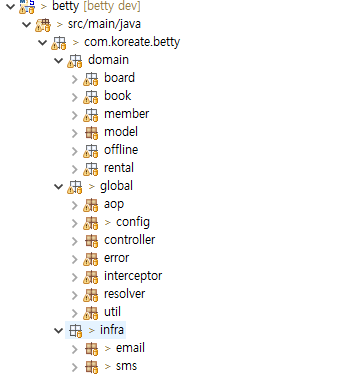 > betty [betty dev]
src/main/java
> com.koreate.betty
domain
board
book
member
model
offline
rental
> global
aop
> config
controller
error
interceptor
resolver
util
> infra
> email
> sms